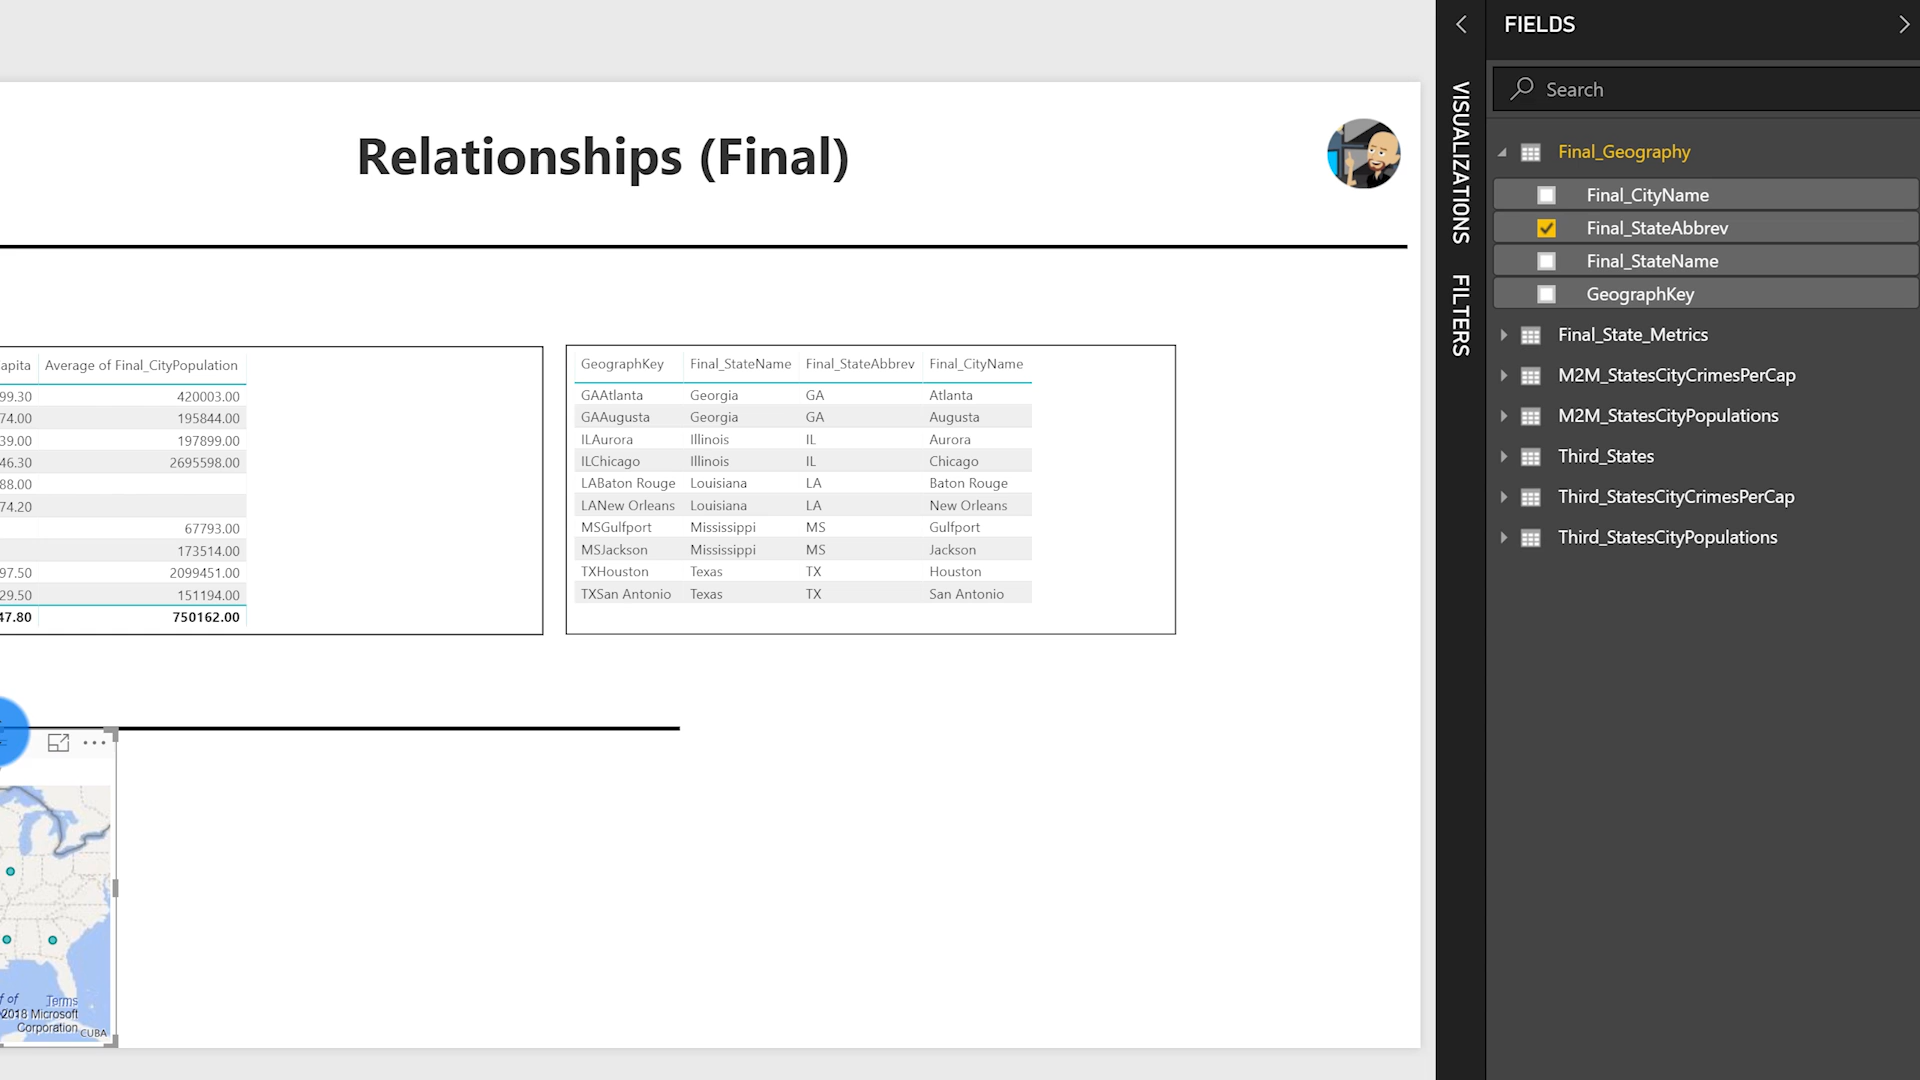 FIELDS
Search
VISUALIZATIONS
FILTERS
Relationships (Final)
Final_Geography
Final_CityName
Final_StateAbbrev
Final_StateName
GeographKey
Final_State_Metrics
M2M_StatesCityCrimesPerCap
M2M_StatesCityPopulations
Third_States
Third_StatesCityCrimesPerCap
Third_StatesCityPopulations
apita Average of Final_CityPopulation
99.30 420003.00
74.00 195844.00
39.00 197899.00
46.30 2695598.00
88.00
74.20
67793.00
173514.00
97.50 2099451.00
29.50 151194.00
47.80 750162.00
GeographKey Final_StateName Final_StateAbbrev Final_CityName
GAAtlanta Georgia GA Atlanta
GAAugusta Georgia GA Augusta
ILAurora Illinois IL Aurora
ILChicago Illinois IL Chicago
LABaton Rouge Louisiana LA Baton Rouge
LANew Orleans Louisiana LA New Orleans
MSGulfport Mississippi MS Gulfport
MSJackson Mississippi MS Jackson
TXHouston Texas TX Houston
TXSan Antonio Texas TX San Antonio
f of Terms
2018 Microsoft
Corporation CUBA